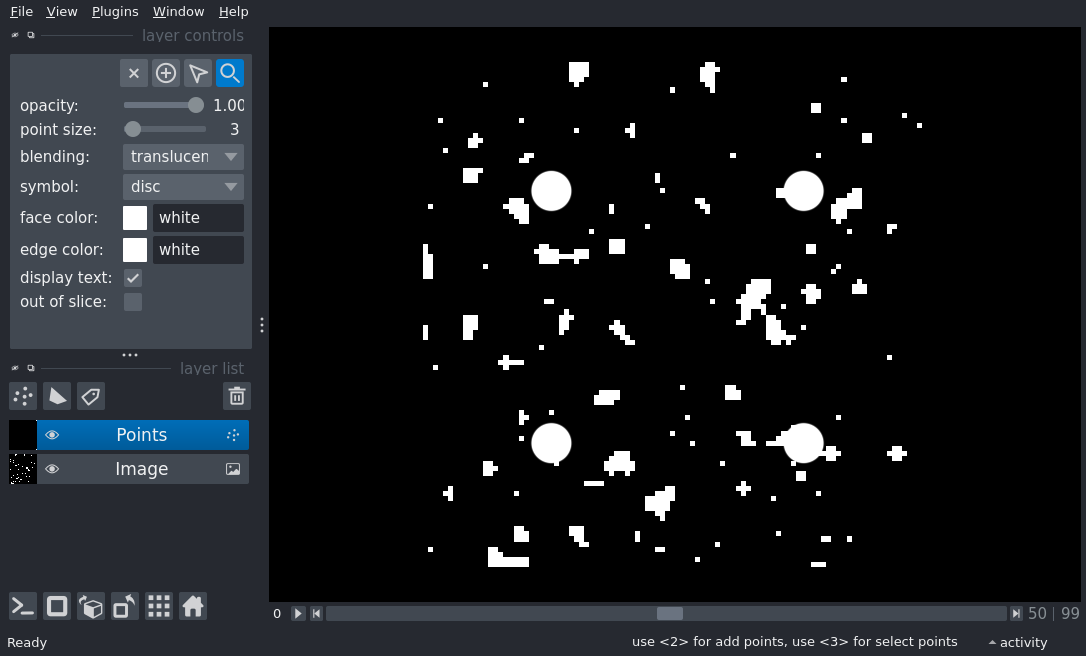 File View Plugins Window Help
layer controls
opacity: 1.00
point size: 3
blending: translucen
symbol: disc
face color: white
edge color: white
display text:
out of slice:
layer list
Points
Image
0 50 | 99
Ready use <2> for add points, use <3> for select points activity